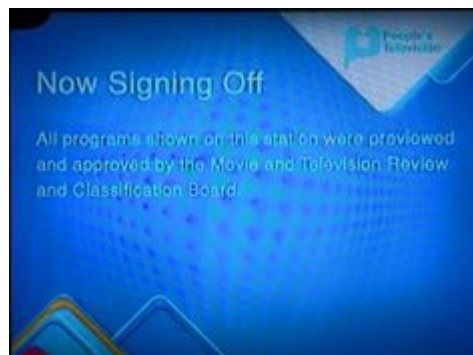 People's
Television
Now Signing Off
All programs shown on this station were previewed
and approved by the Movie and Television Review
and Classification Board.